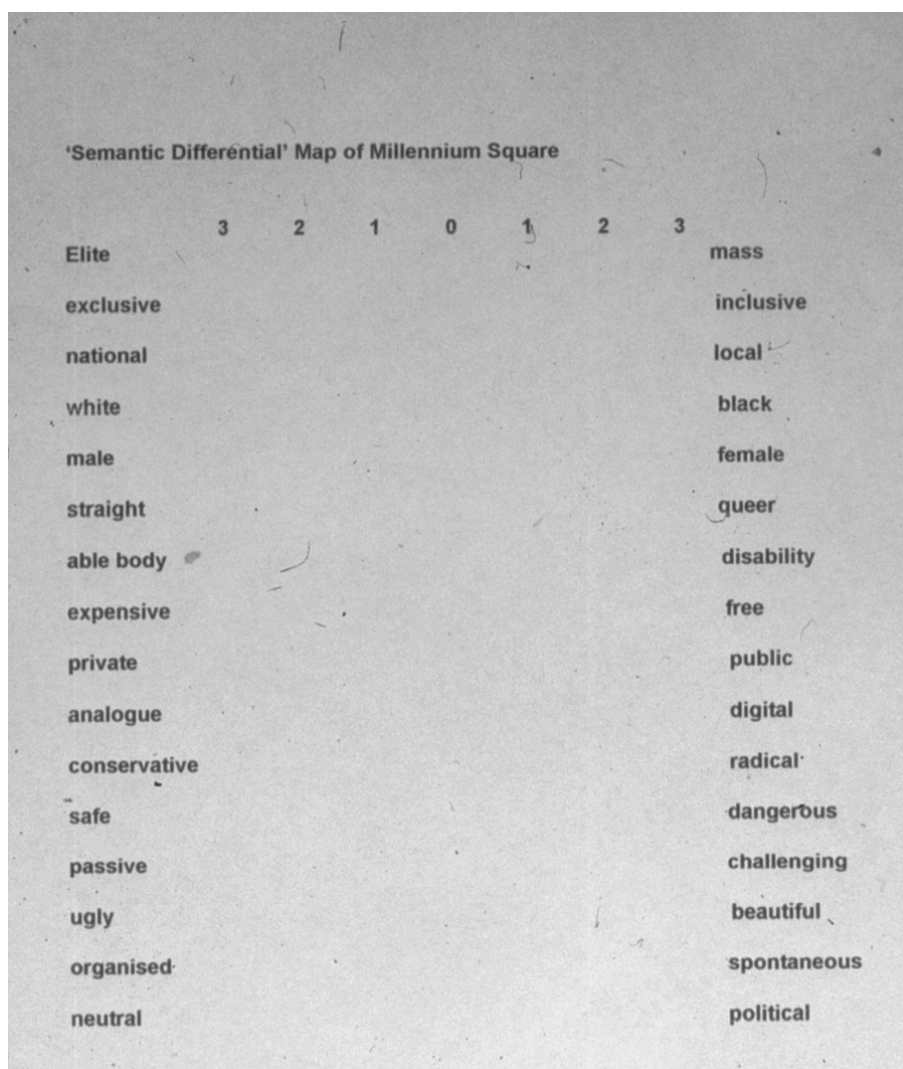 ‘Semantic Differential’ Map of Millennium Square
3 2 1 0 1 2 3
Elite mass
exclusive inclusive
national local
white black
male female
straight queer
able body disability
expensive free
private public
analogue digital
conservative radical
safe dangerous
passive challenging
ugly beautiful
organised spontaneous
neutral political